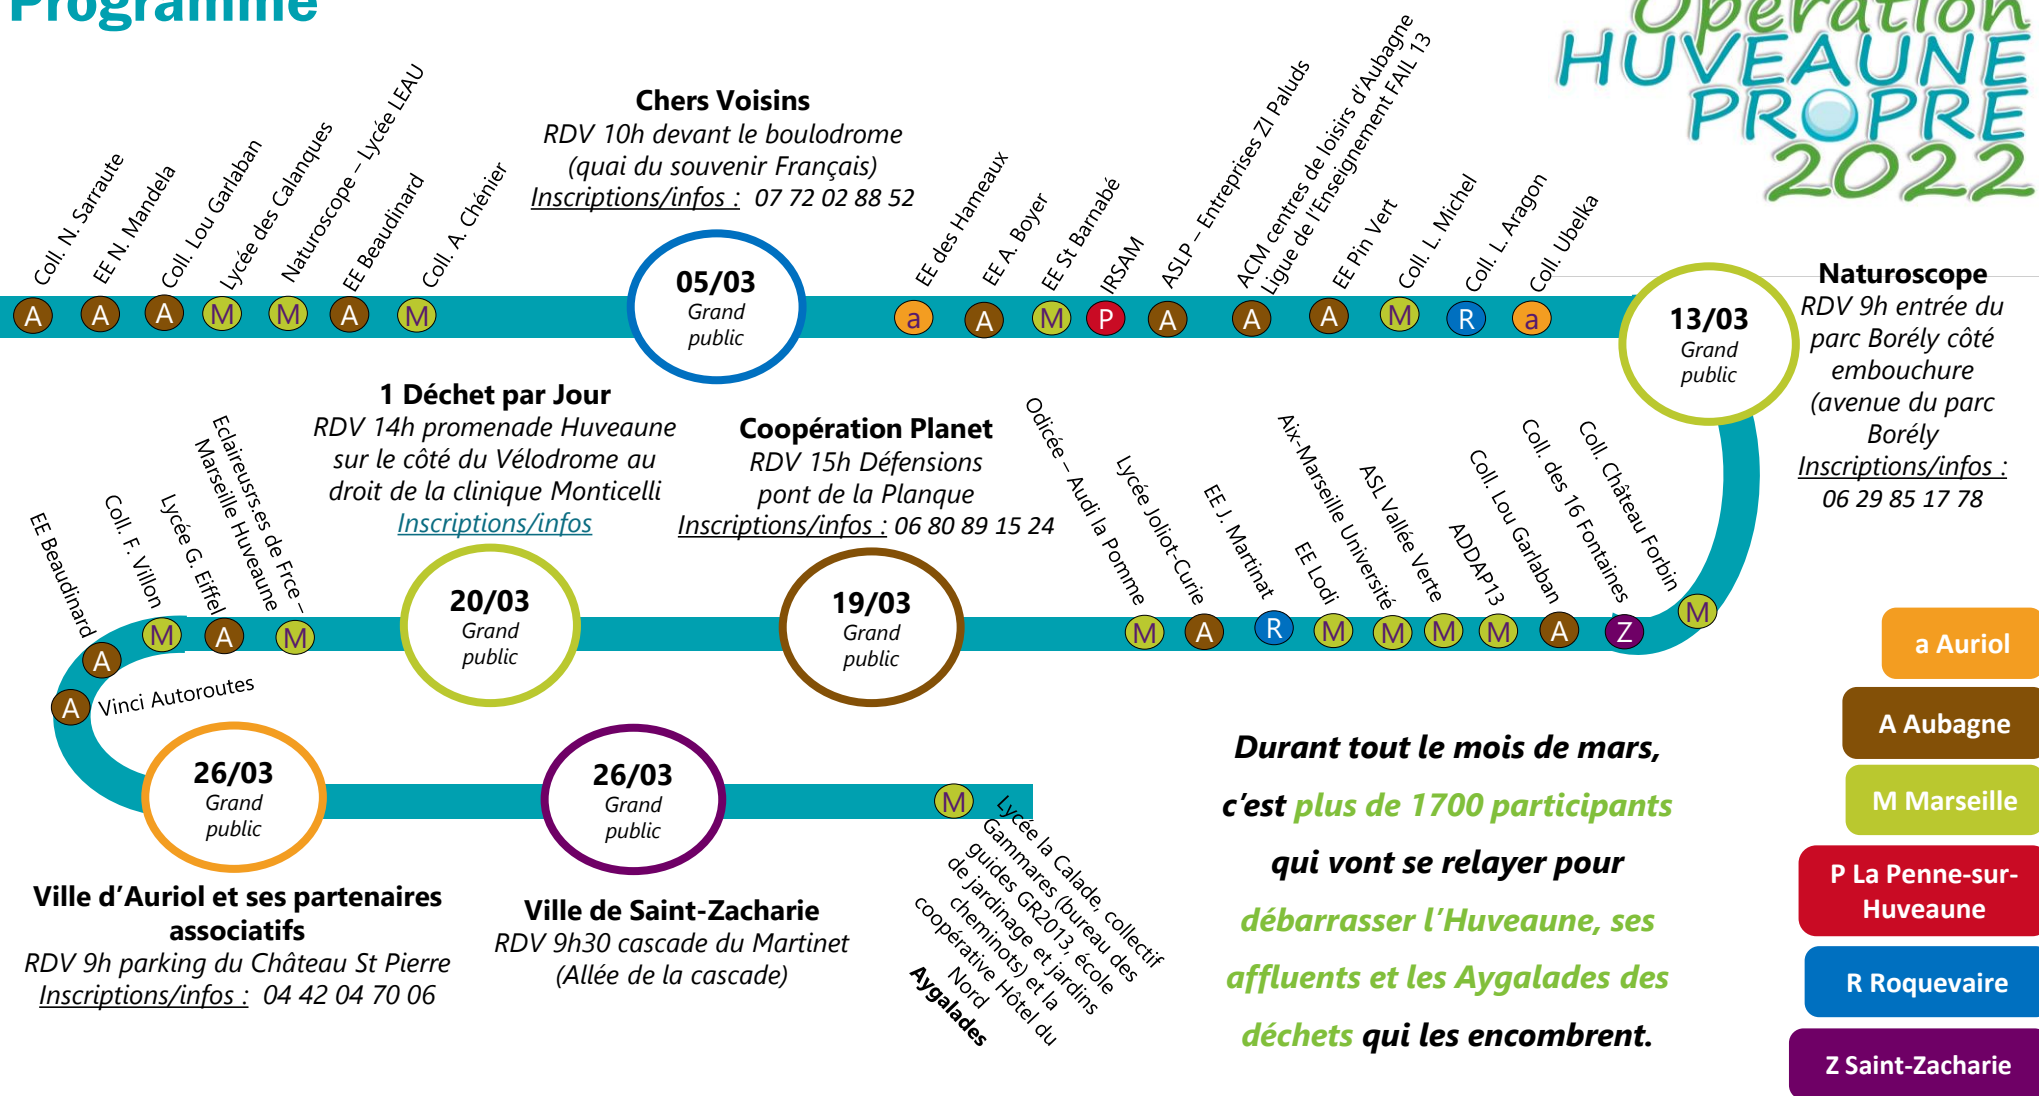 Programme
Opération
HUVEAUNE
PROPRE
2022
Coll. N. Sarraute
EE N. Mandela
Coll. Lou Garlaban
Lycée des Calanques
Naturoscope – Lycée LEAU
EE Beaudinard
Coll. A. Chénier
Chers Voisins
RDV 10h devant le boulodrome
(quai du souvenir Français)
Inscriptions/infos : 07 72 02 88 52
EE des Hameaux
EE A. Boyer
EE St Barnabé
IRSAM
ASLP – Entreprises ZI Paluds
ACM centres de loisirs d'Aubagne
Ligue de l'Enseignement FAIL 13
EE Pin Vert
Coll. L. Michel
Coll. L. Aragon
Coll. Ubelka
A
A
A
M
M
A
M
05/03
Grand
public
a
A
M
P
A
A
A
M
R
a
13/03
Grand
public
Naturoscope
RDV 9h entrée du
parc Borély côté
embouchure
(avenue du parc
Borély
Inscriptions/infos :
06 29 85 17 78
1 Déchet par Jour
RDV 14h promenade Huveaune
sur le côté du Vélodrome au
droit de la clinique Monticelli
Inscriptions/infos
Coopération Planet
RDV 15h Défensions
pont de la Planque
Inscriptions/infos : 06 80 89 15 24
EE Beaudinard
Coll. F. Villon
Lycée G. Eiffel
Eclaireusrs.es de Frce –
Marseille Huveaune
Odicée – Audi la Pomme
Lycée Joliot-Curie
EE J. Martinat
EE Lodi
Aix-Marseille Université
ASL Vallée Verte
ADDAP13
Coll. Lou Garlaban
Coll. des 16 Fontaines
Coll. Château Forbin
A
M
A
M
20/03
Grand
public
19/03
Grand
public
M
A
R
M
M
M
M
A
Z
M
A
Vinci Autoroutes
26/03
Grand
public
26/03
Grand
public
M
Lycée la Calade, collectif
Gammares (bureau des
guides GR2013, école
de jardinage et jardins
cheminots) et la
coopérative Hôtel du
Nord
Aygalades
Ville d'Auriol et ses partenaires
associatifs
RDV 9h parking du Château St Pierre
Inscriptions/infos : 04 42 04 70 06
Ville de Saint-Zacharie
RDV 9h30 cascade du Martinet
(Allée de la cascade)
Durant tout le mois de mars,
c'est plus de 1700 participants
qui vont se relayer pour
débarrasser l'Huveaune, ses
affluents et les Aygalades des
déchets qui les encombrent.
a Auriol
A Aubagne
M Marseille
P La Penne-sur-
Huveaune
R Roquevaire
Z Saint-Zacharie